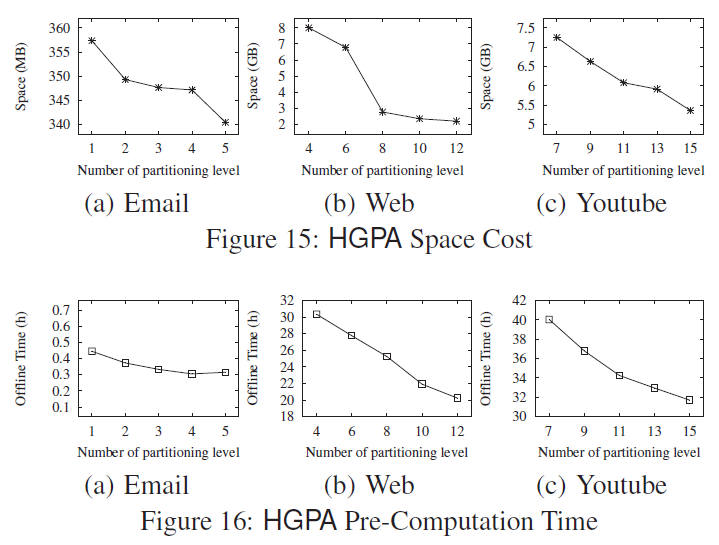 360
355
350
345
340
Space (MB)
1 2 3 4 5
Number of partitioning level
(a) Email
8
7
6
5
4
3
2
Space (GB)
4 6 8 10 12
Number of partitioning level
(b) Web
7.5
7
6.5
6
5.5
5
Space (GB)
7 9 11 13 15
Number of partitioning level
(c) Youtube
Figure 15: HGPA Space Cost
0.7
0.6
0.5
0.4
0.3
0.2
0.1
Offline Time (h)
1 2 3 4 5
Number of partitioning level
(a) Email
32
30
28
26
24
22
20
18
Offline Time (h)
4 6 8 10 12
Number of partitioning level
(b) Web
42
40
38
36
34
32
30
Offline Time (h)
7 9 11 13 15
Number of partitioning level
(c) Youtube
Figure 16: HGPA Pre-Computation Time